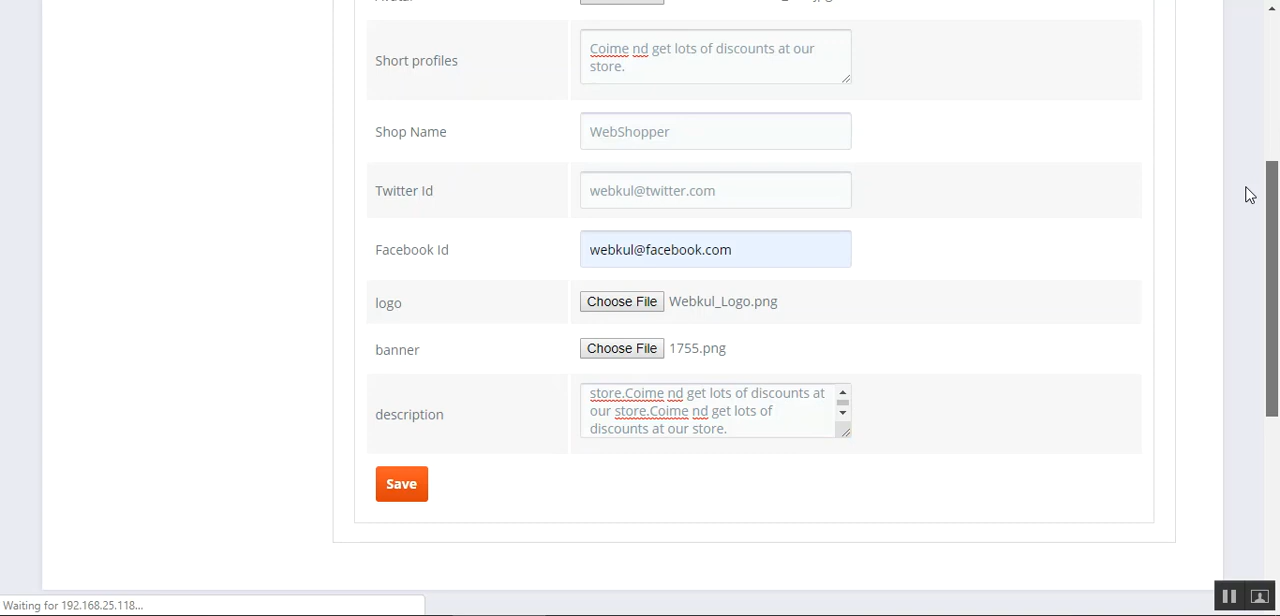 Short profiles
Coime nd get lots of discounts at our
store.
Shop Name
WebShopper
Twitter Id
webkul@twitter.com
Facebook Id
webkul@facebook.com
logo
Choose File Webkul_Logo.png
banner
Choose File 1755.png
description
store.Coime nd get lots of discounts at
our store.Coime nd get lots of
discounts at our store.
Save
Waiting for 192.168.25.118...